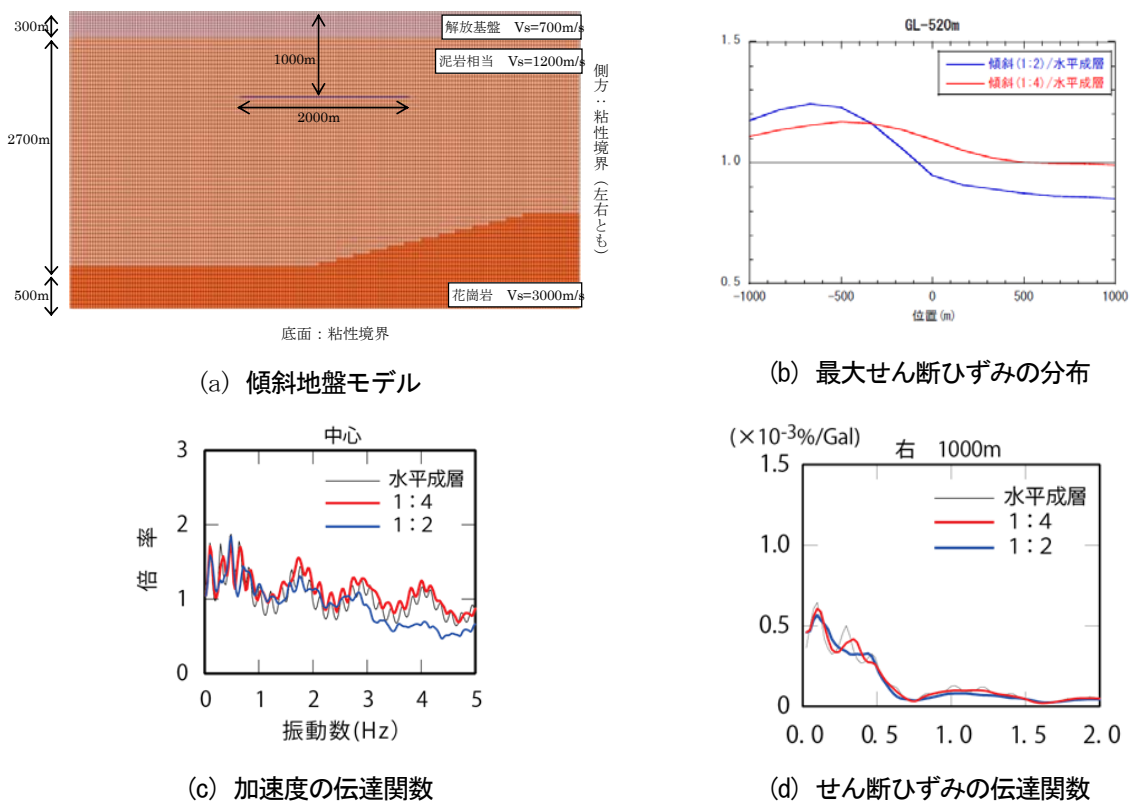 300m
解放基盤 Vs=700m/s
1000m
泥岩相当 Vs=1200m/s
2000m
2700m
側方：粘性境界（左右とも）
500m
花崗岩 Vs=3000m/s
底面：粘性境界
(a) 傾斜地盤モデル
GL-520m
1.5
傾斜(1:2)/水平成層
傾斜(1:4)/水平成層
1.0
0.5
-1000 -500 0 500 1000
位置(m)
(b) 最大せん断ひずみの分布
中心
3
水平成層
1：4
1：2
2
倍 率
1
0
0 1 2 3 4 5
振動数(Hz)
(c) 加速度の伝達関数
(×10-3%/Gal)
右 1000m
1.5
水平成層
1：4
1：2
1.0
0.5
0
0.0 0.5 1.0 1.5 2.0
(d) せん断ひずみの伝達関数